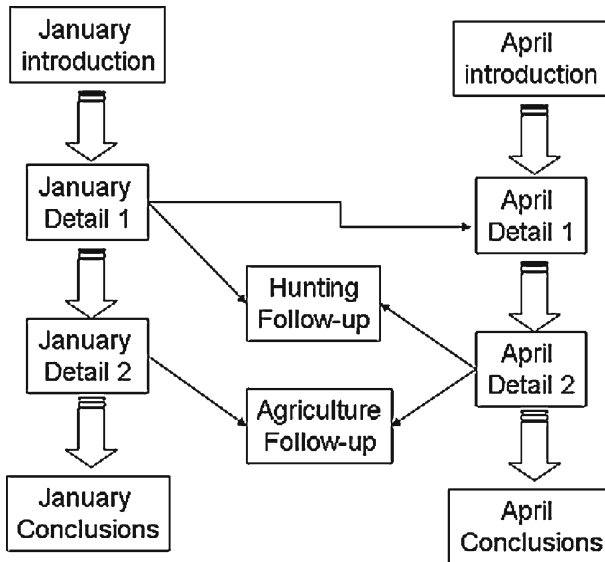 January
introduction
April
introduction
January
Detail 1
April
Detail 1
Hunting
Follow-up
January
Detail 2
April
Detail 2
Agriculture
Follow-up
January
Conclusions
April
Conclusions